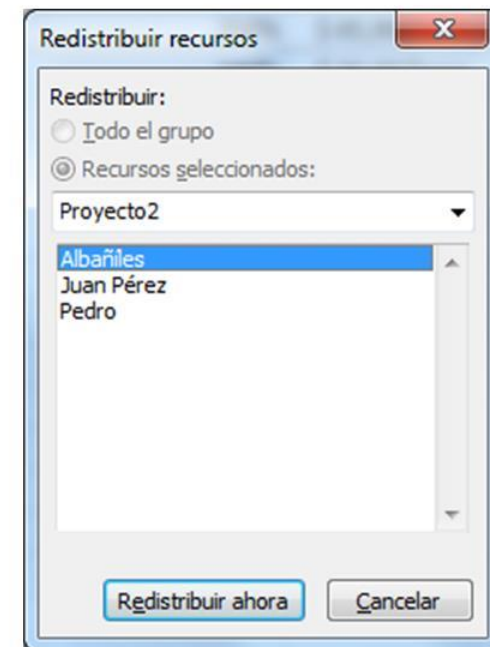 Redistribuir recursos
Redistribuir:
Todo el grupo
Recursos seleccionados:
Proyecto2
Albañiles
Juan Pérez
Pedro
Redistribuir ahora Cancelar